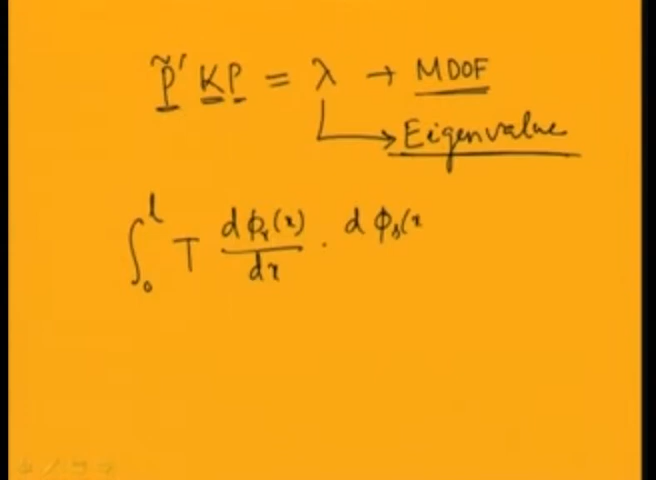 P̃' K P = λ → MDOF
→ Eigenvalue
∫₀ˡ T dφᵣ(x)/dx · dφₛ(x